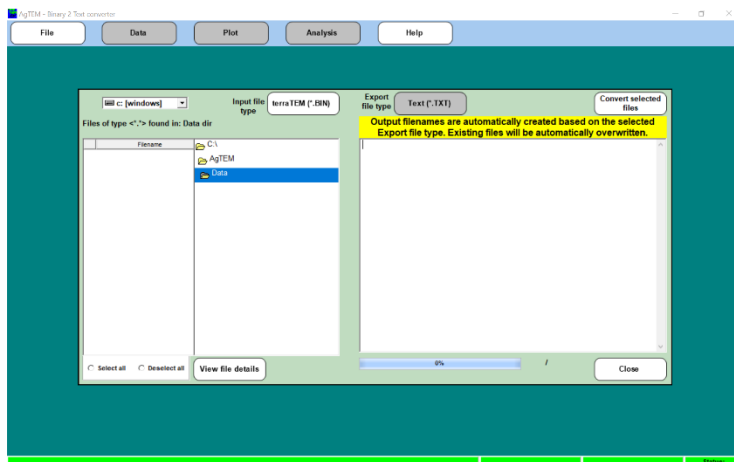 AgTEM - Binary 2 Text converter
File Data Plot Analysis Help
c: [windows]
Input file type
terraTEM (*.BIN)
Export file type
Text (*.TXT)
Convert selected files
Files of type <*.*> found in: Data dir
Output filenames are automatically created based on the selected
Export file type. Existing files will be automatically overwritten.
Filename
C:\
AgTEM
Data
Select all Deselect all
View file details
0%
/
Close